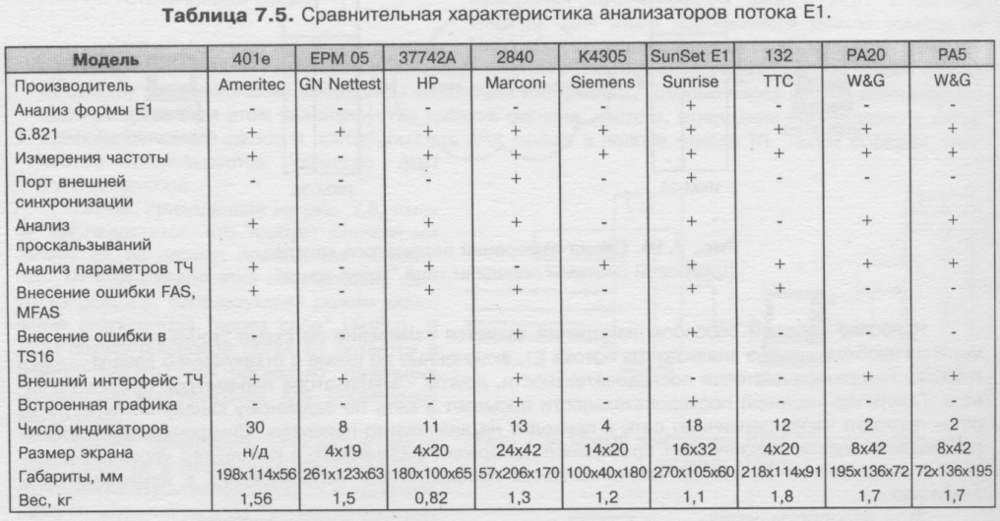 Таблица 7.5. Сравнительная характеристика анализаторов потока E1.
Модель 401e EPM 05 37742A 2840 K4305 SunSet E1 132 PA20 PA5
Производитель Ameritec GN Nettest HP Marconi Siemens Sunrise TTC W&G W&G
Анализ формы E1 - - - - - + - - -
G.821 + + + + + + + + +
Измерения частоты + - - + + + + + +
Порт внешней - - - + - + - - -
синхронизации
Анализ + - + + - + - + +
проскальзываний
Анализ параметров ТЧ + - + - + + + + +
Внесение ошибки FAS, + - + + - + + - -
MFAS
Внесение ошибки в - - - + - + - - -
TS16
Внешний интерфейс ТЧ + + + + + + + + +
Встроенная графика - - - + - + - - -
Число индикаторов 30 8 11 13 4 18 12 2 2
Размер экрана н/д 4x19 4x20 24x42 14x20 16x32 4x20 8x42 8x42
Габариты, мм 198x114x56 261x123x63 180x100x65 57x206x170 100x40x180 270x105x60 218x114x91 195x136x72 72x136x195
Вес, кг 1,56 1,5 0,82 1,3 1,2 1,1 1,8 1,7 1,7